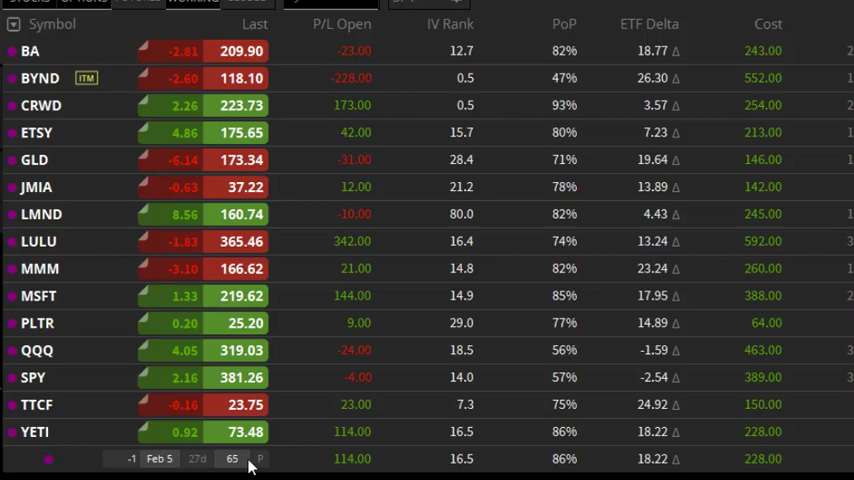 Symbol Last P/L Open IV Rank PoP ETF Delta Cost
BA -2.81 209.90 -23.00 12.7 82% 18.77 Δ 243.00
BYND ITM -2.60 118.10 -228.00 0.5 47% 26.30 Δ 552.00
CRWD 2.26 223.73 173.00 0.5 93% 3.57 Δ 254.00
ETSY 4.86 175.65 42.00 15.7 80% 7.23 Δ 213.00
GLD -6.14 173.34 -31.00 28.4 71% 19.64 Δ 146.00
JMIA -0.63 37.22 12.00 21.2 78% 13.89 Δ 142.00
LMND 8.56 160.74 -10.00 80.0 82% 4.43 Δ 245.00
LULU -1.83 365.46 342.00 16.4 74% 13.24 Δ 592.00
MMM -3.10 166.62 21.00 14.8 82% 23.24 Δ 260.00
MSFT 1.33 219.62 144.00 14.9 85% 17.95 Δ 388.00
PLTR 0.20 25.20 9.00 29.0 77% 14.89 Δ 64.00
QQQ 4.05 319.03 -24.00 18.5 56% -1.59 Δ 463.00
SPY 2.16 381.26 -4.00 14.0 57% -2.54 Δ 389.00
TTCF -0.16 23.75 23.00 7.3 75% 24.92 Δ 150.00
YETI 0.92 73.48 114.00 16.5 86% 18.22 Δ 228.00
-1 Feb 5 27d 65 P 114.00 16.5 86% 18.22 Δ 228.00